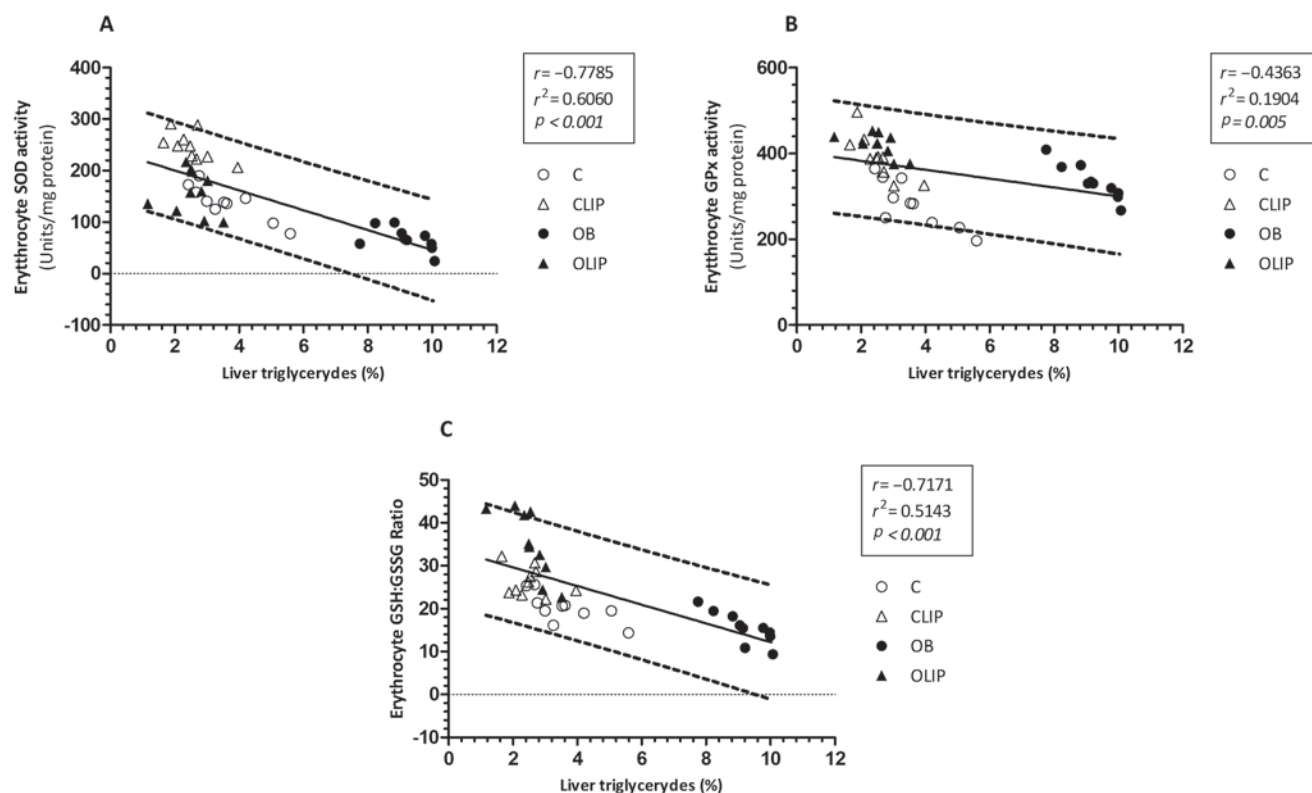 A
Erytthrocyte SOD activity
(Units/mg protein)
400
300
200
100
0
-100
0 2 4 6 8 10 12
Liver triglycerydes (%)
r= −0.7785
r²= 0.6060
p < 0.001
C
CLIP
OB
OLIP
B
Erytthrocyte GPx activity
(Units/mg protein)
600
400
200
0
0 2 4 6 8 10 12
Liver triglycerydes (%)
r= −0.4363
r²= 0.1904
p = 0.005
C
CLIP
OB
OLIP
C
Erythrocyte GSH:GSSG Ratio
50
40
30
20
10
0
-10
0 2 4 6 8 10 12
Liver triglycerydes (%)
r= −0.7171
r²= 0.5143
p < 0.001
C
CLIP
OB
OLIP